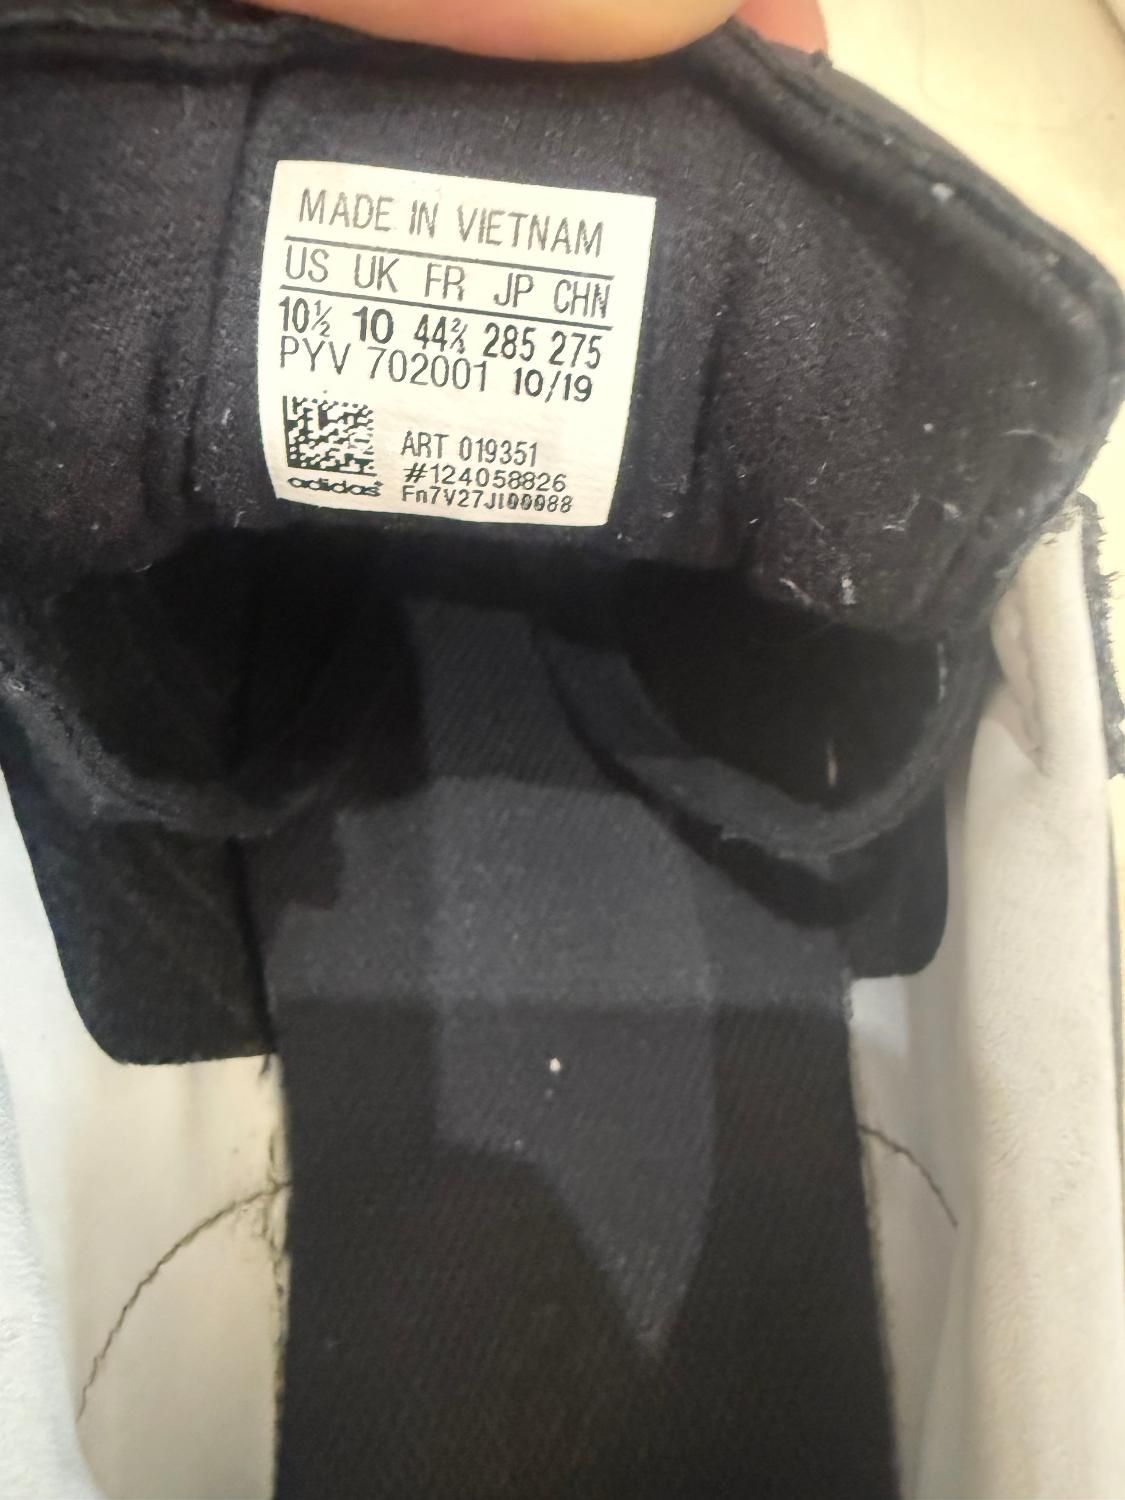 MADE IN VIETNAM
US UK FR JP CHN
10½ 10 44⅔ 285 275
PYV 702001 10/19
ART 019351
#124058826
adidas Fn7V27JI00088